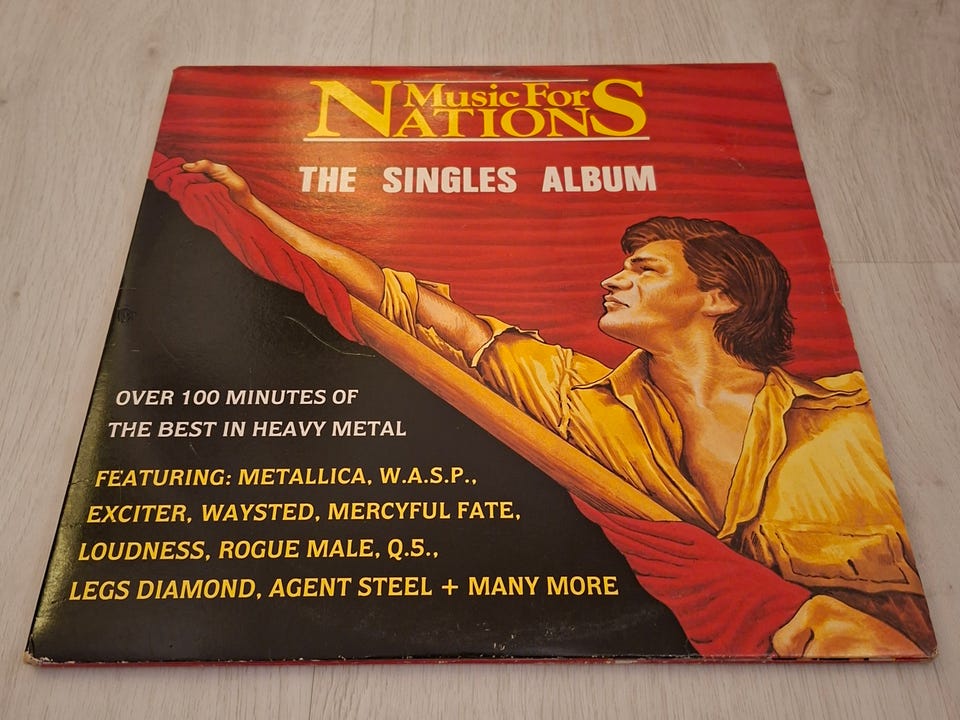 Music For
NATIONS
THE SINGLES ALBUM
OVER 100 MINUTES OF
THE BEST IN HEAVY METAL
FEATURING: METALLICA, W.A.S.P.,
EXCITER, WAYSTED, MERCYFUL FATE,
LOUDNESS, ROGUE MALE, Q.5.,
LEGS DIAMOND, AGENT STEEL + MANY MORE